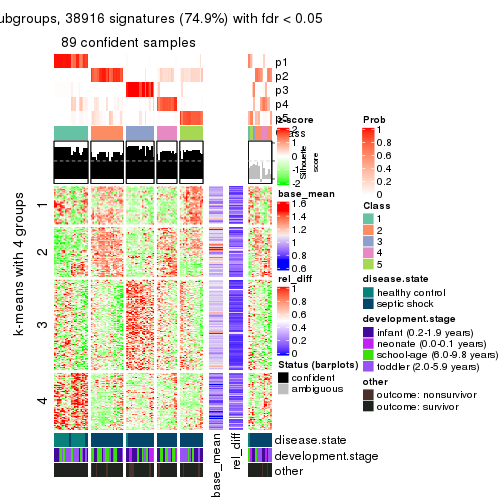 ubgroups, 38916 signatures (74.9%) with fdr < 0.05
89 confident samples
p1
p2
p3
p4
p5
z-score
2
1
0
-1
-2
Class
Silhouette
score
base_mean
1.6
1.4
1.2
1
0.8
0.6
rel_diff
1
0.8
0.6
0.4
0.2
0
Status (barplots)
confident
ambiguous
Prob
1
0.8
0.6
0.4
0.2
0
Class
1
2
3
4
5
disease.state
healthy control
septic shock
development.stage
infant (0.2-1.9 years)
neonate (0.0-0.1 years)
school-age (6.0-9.8 years)
toddler (2.0-5.9 years)
other
outcome: nonsurvivor
outcome: survivor
k-means with 4 groups
1
2
3
4
disease.state
development.stage
other
base_mean
rel_diff